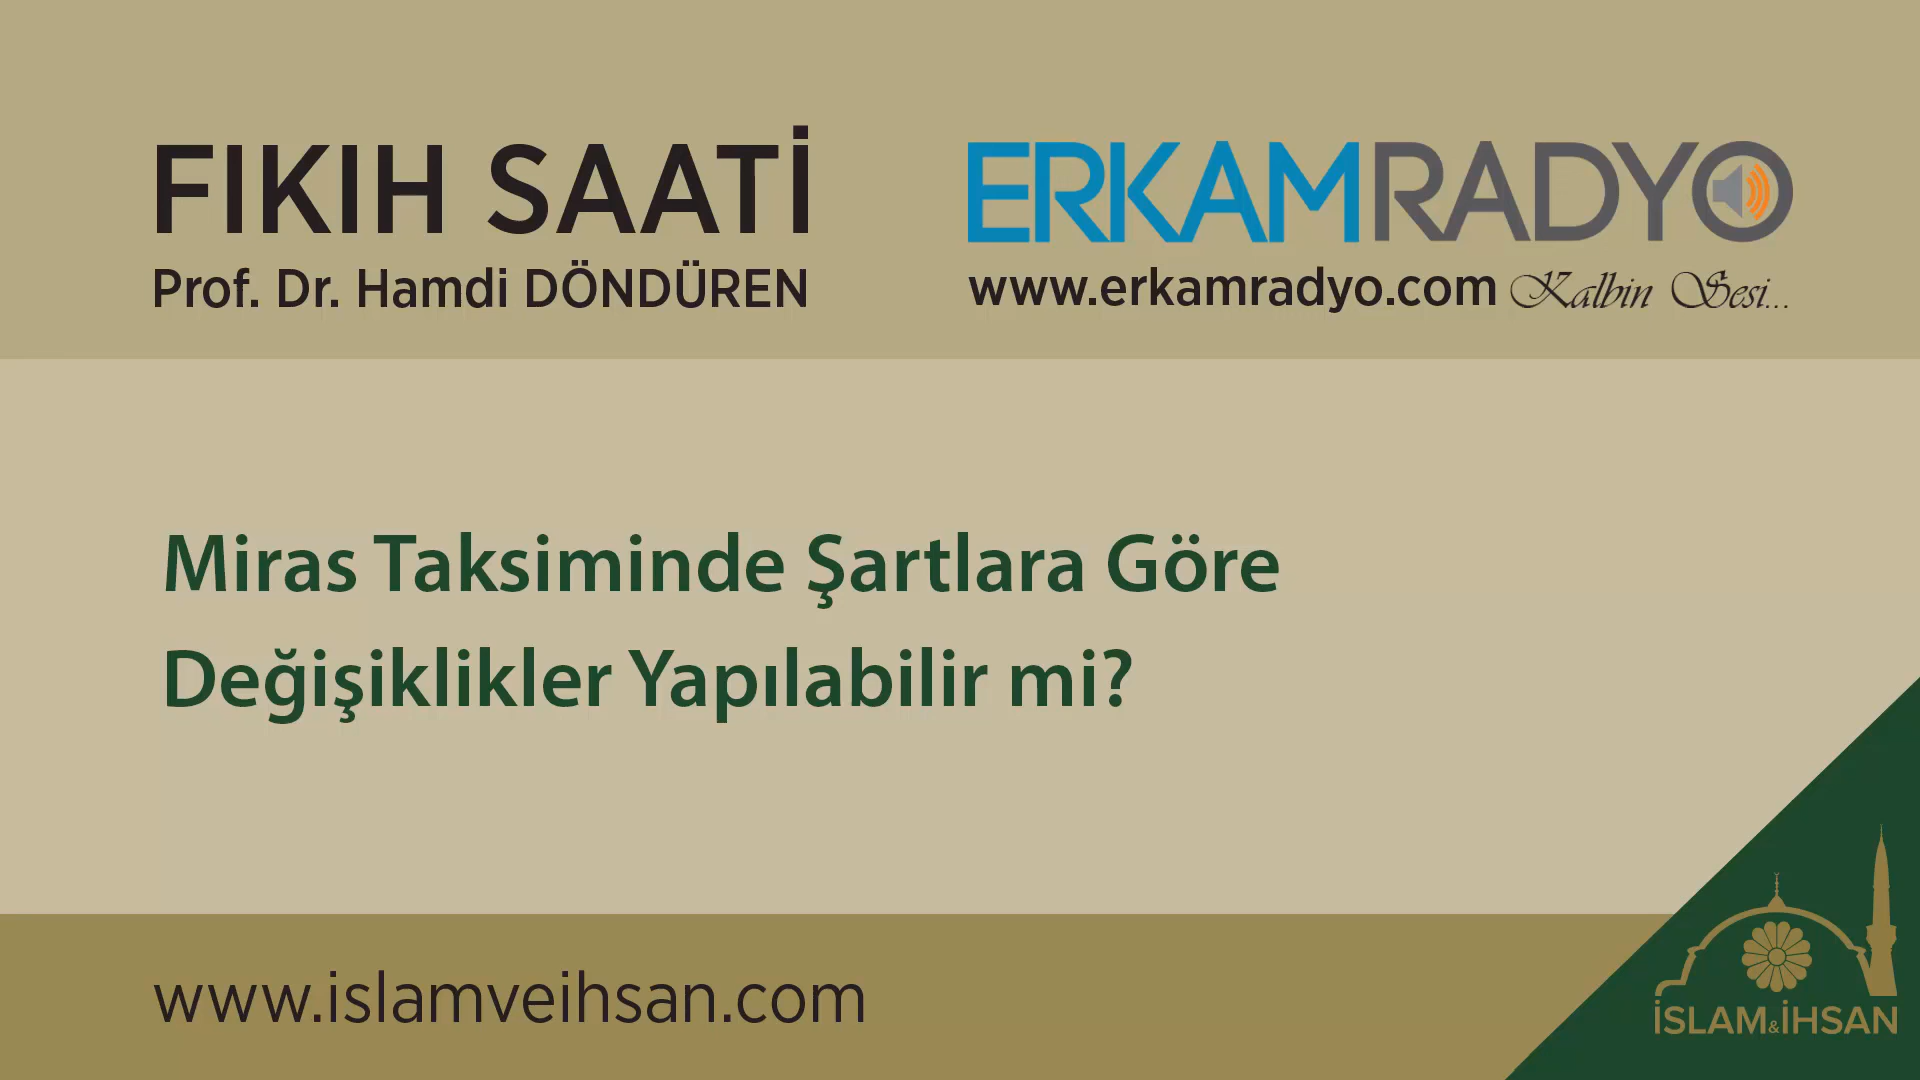 FIKIH SAATİ
Prof. Dr. Hamdi DÖNDÜREN
ERKAMRADYO
www.erkamradyo.com Kalbin Sesi...
Miras Taksiminde Şartlara Göre
Değişiklikler Yapılabilir mi?
www.islamveihsan.com
İSLAM&İHSAN